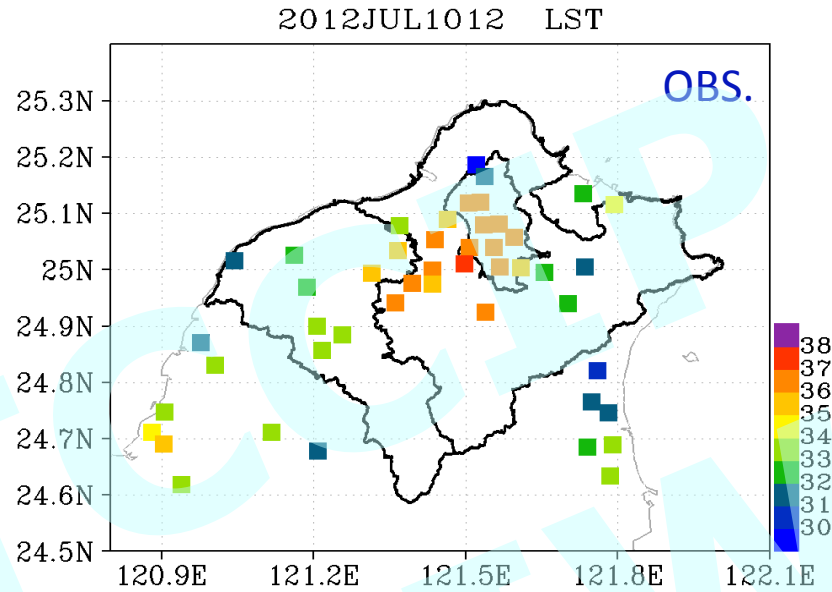 2012JUL1012 LST
OBS.
25.3N
25.2N
25.1N
25N
24.9N
24.8N
24.7N
24.6N
24.5N
120.9E 121.2E 121.5E 121.8E 122.1E
38
37
36
35
34
33
32
31
30
TCCIP